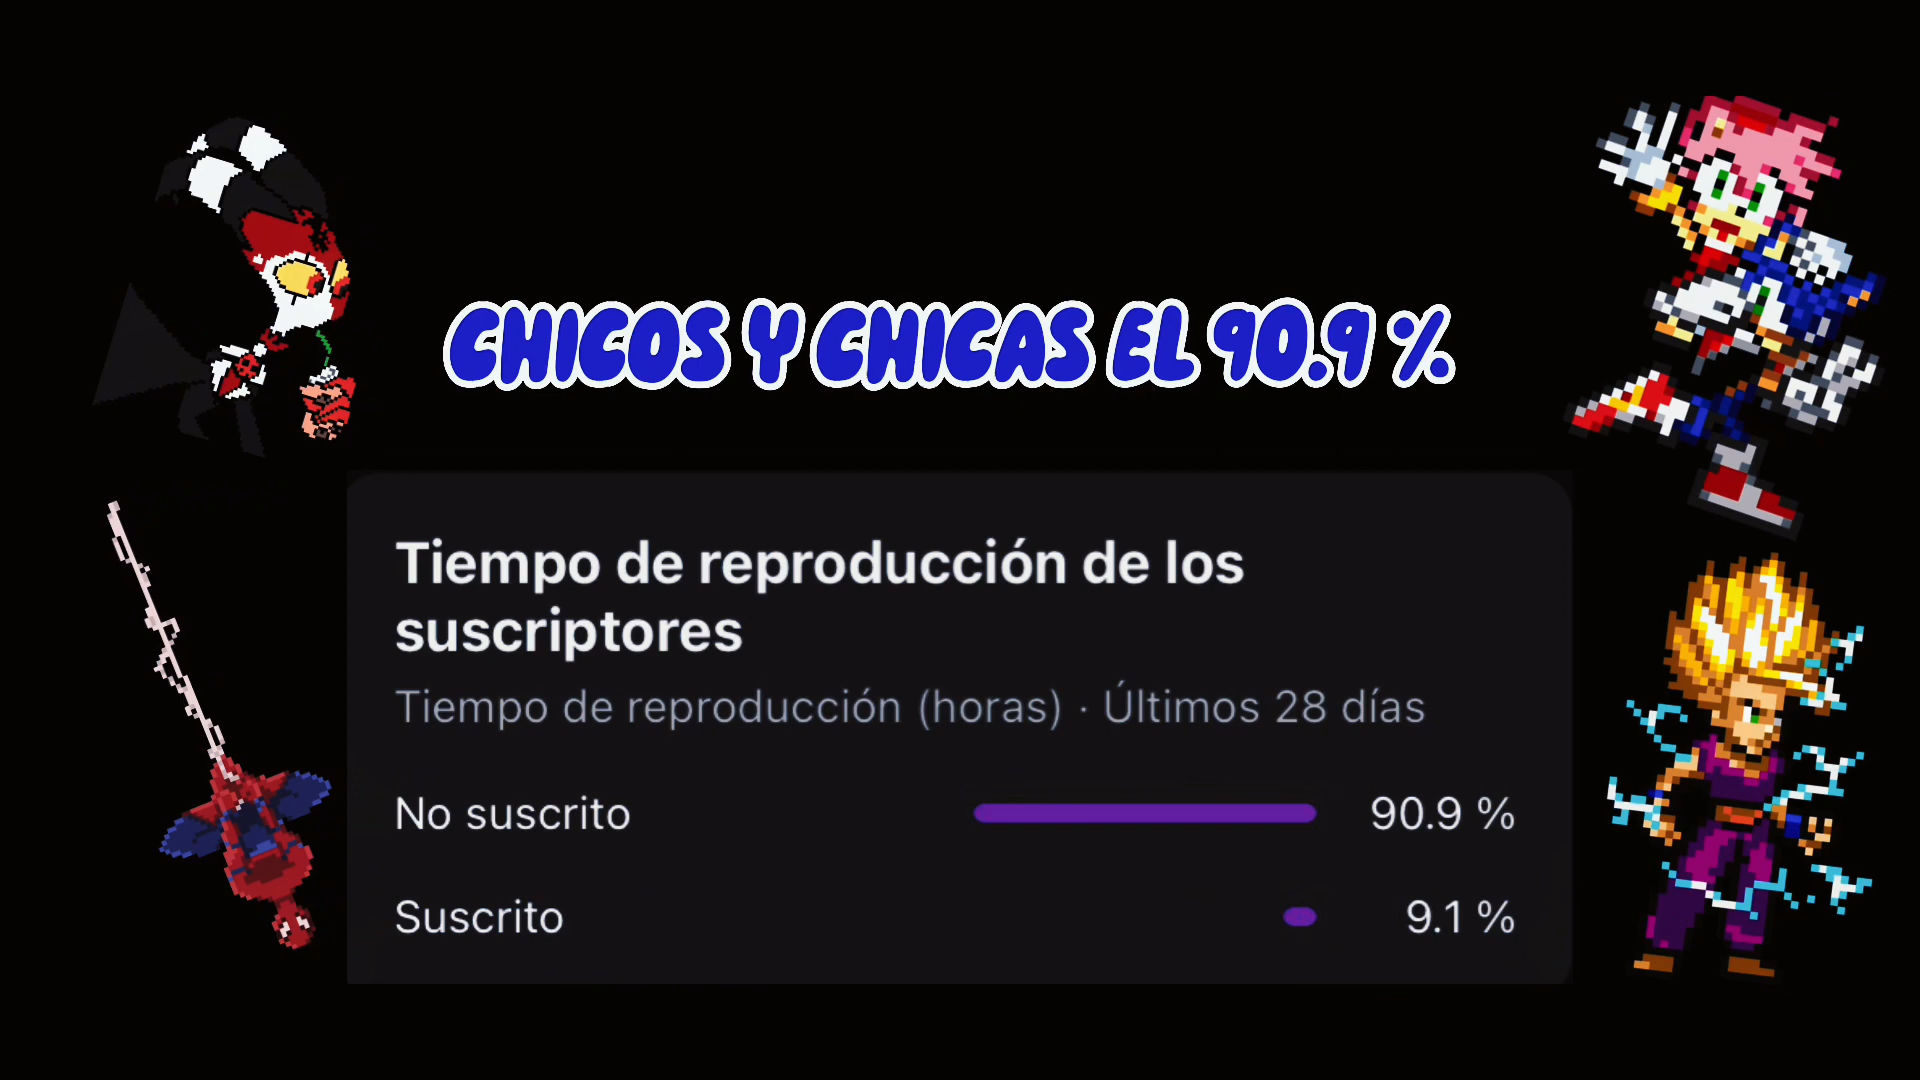 CHICOS Y CHICAS EL 90.9 %
Tiempo de reproducción de los
suscriptores
Tiempo de reproducción (horas) · Últimos 28 días
No suscrito 90.9 %
Suscrito 9.1 %